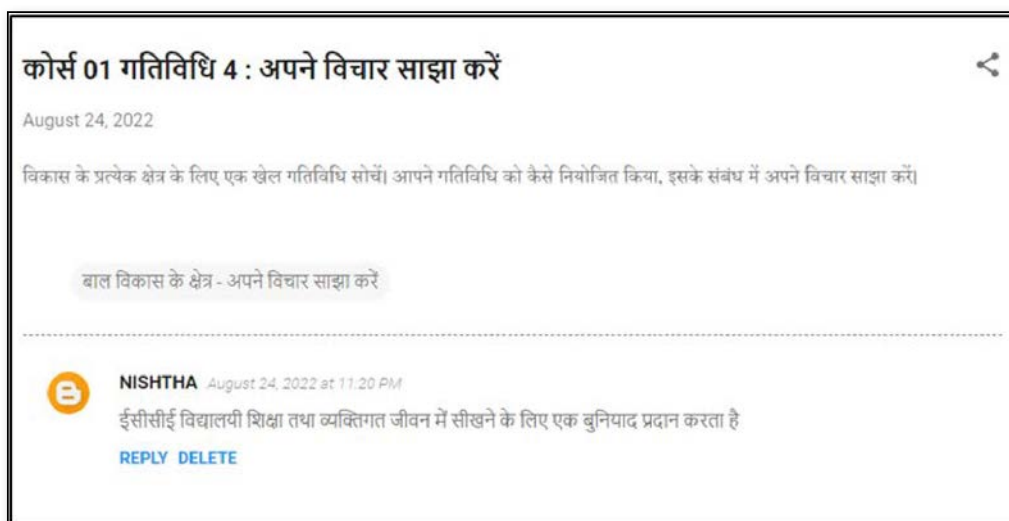 कोर्स 01 गतिविधि 4 : अपने विचार साझा करें
August 24, 2022
विकास के प्रत्येक क्षेत्र के लिए एक खेल गतिविधि सोचें। आपने गतिविधि को कैसे नियोजित किया, इसके संबंध में अपने विचार साझा करें।
बाल विकास के क्षेत्र - अपने विचार साझा करें
NISHTHA August 24, 2022 at 11:20 PM
ईसीसीई विद्यालयी शिक्षा तथा व्यक्तिगत जीवन में सीखने के लिए एक बुनियाद प्रदान करता है
REPLY DELETE